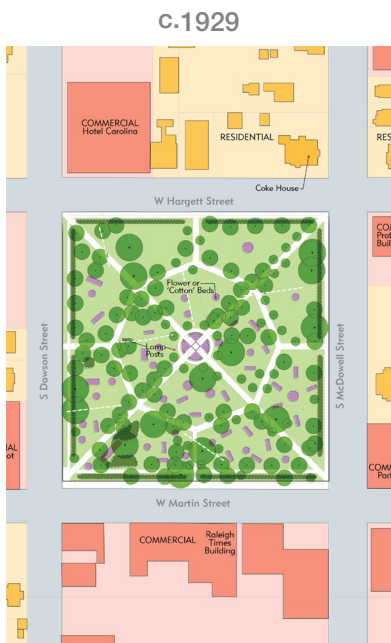 c.1929
COMMERCIAL
Hotel Carolina
RESIDENTIAL
RES
Coke House
W Hargett Street
Flower or
'Cotton' Beds
Lamp
Posts
S Dawson Street
S McDowell Street
W Martin Street
COMMERCIAL
Raleigh
Times
Building